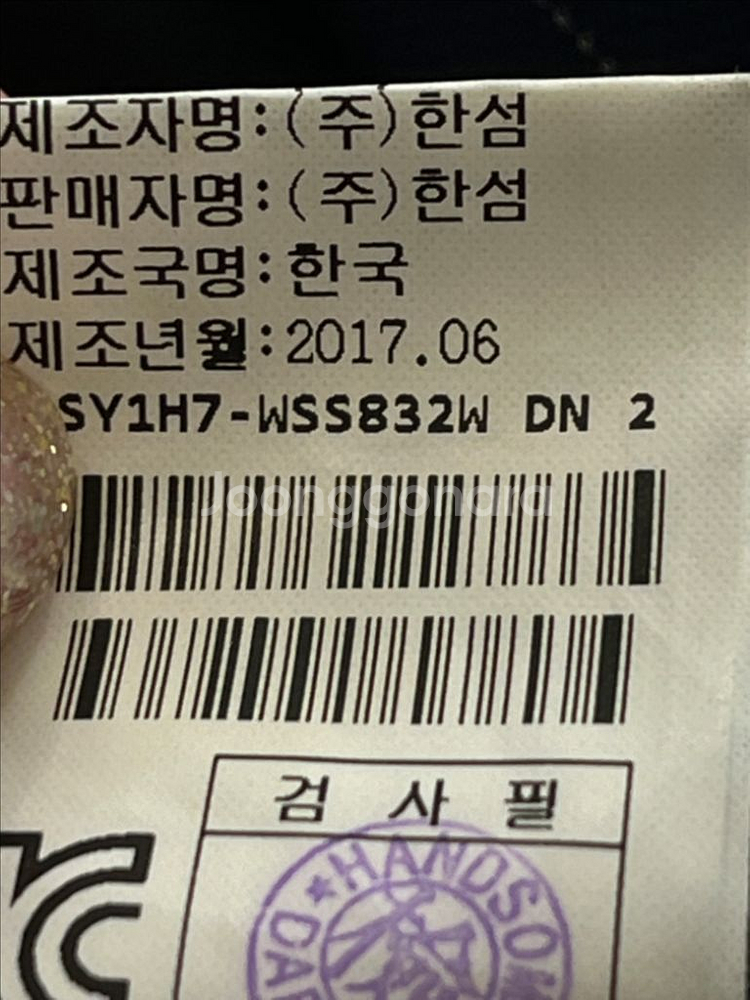 제조자명:(주)한섬
판매자명:(주)한섬
제조국명:한국
제조년월:2017.06
SY1H7-WSS832W DN 2
Joonggonara
검 사 필
HANDSOM